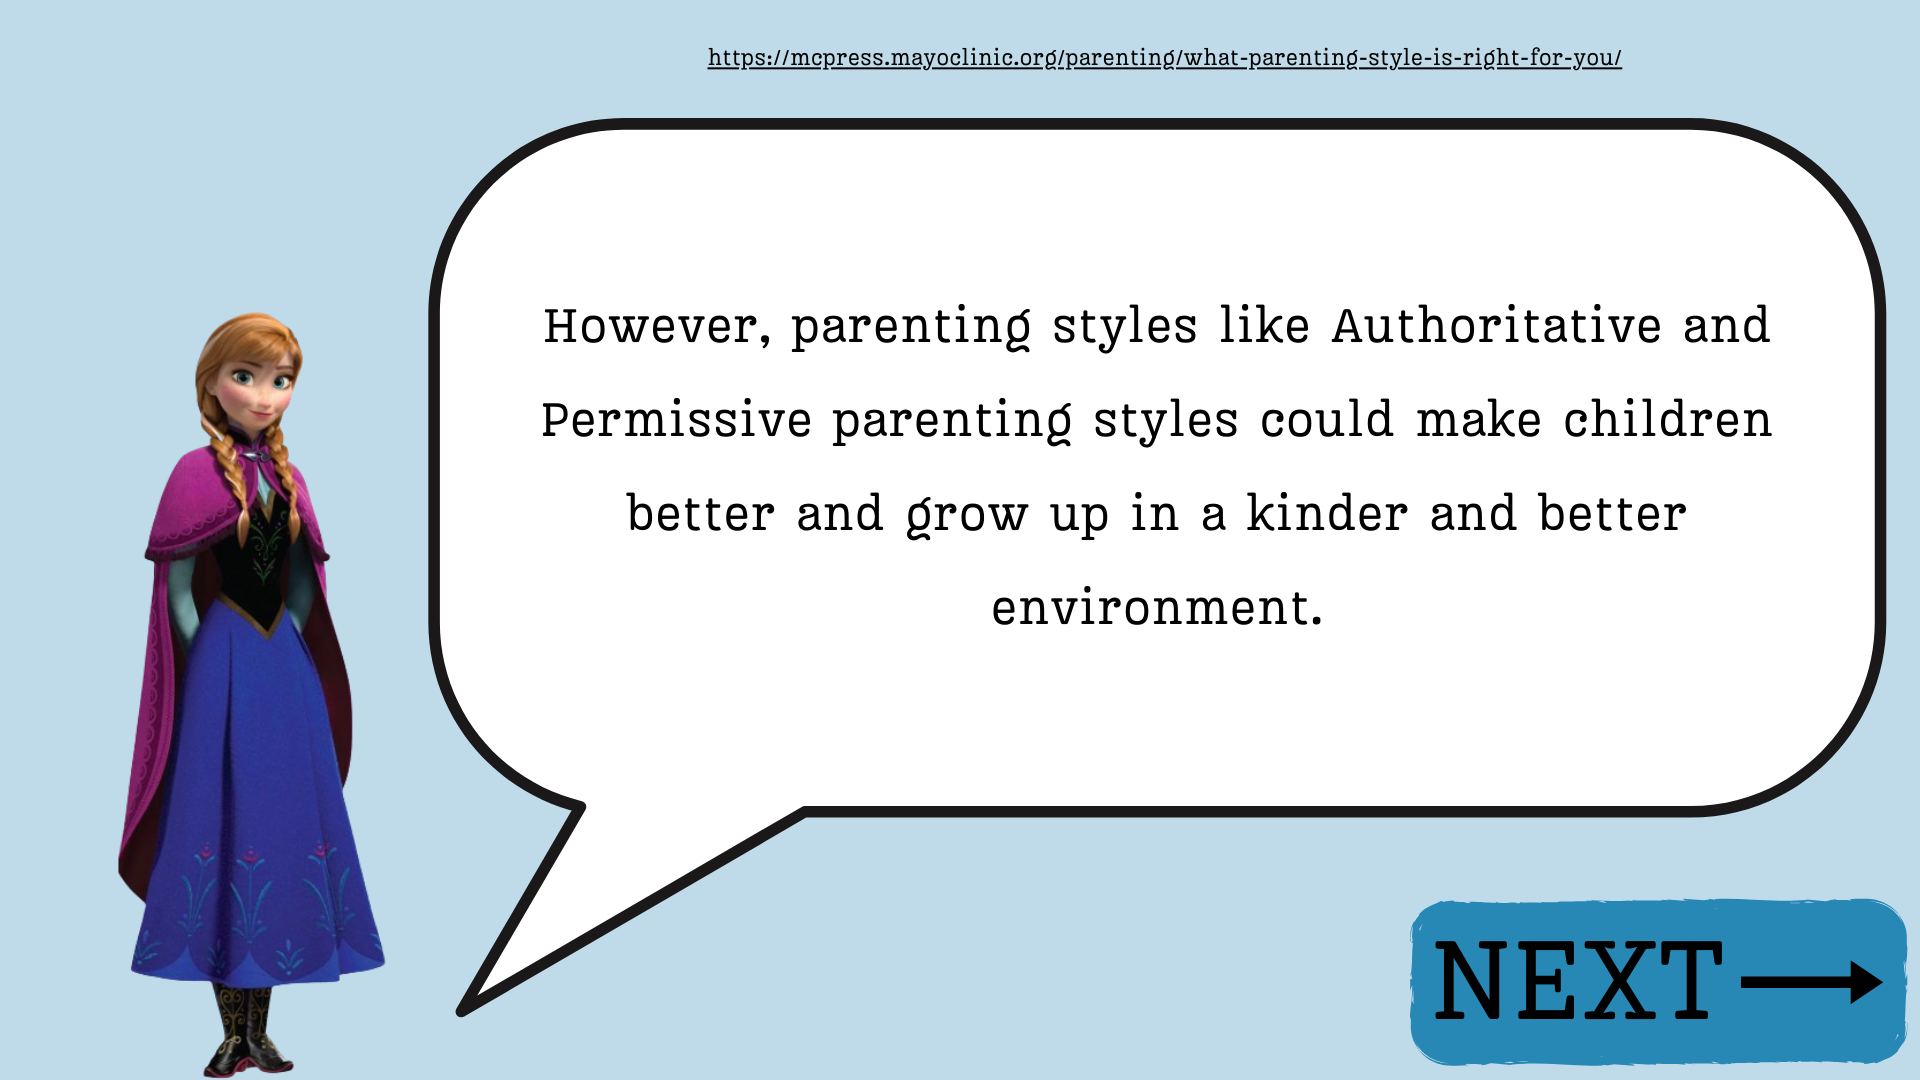 https://mcpress.mayoclinic.org/parenting/what-parenting-style-is-right-for-you/
However, parenting styles like Authoritative and
Permissive parenting styles could make children
better and grow up in a kinder and better
environment.
NEXT